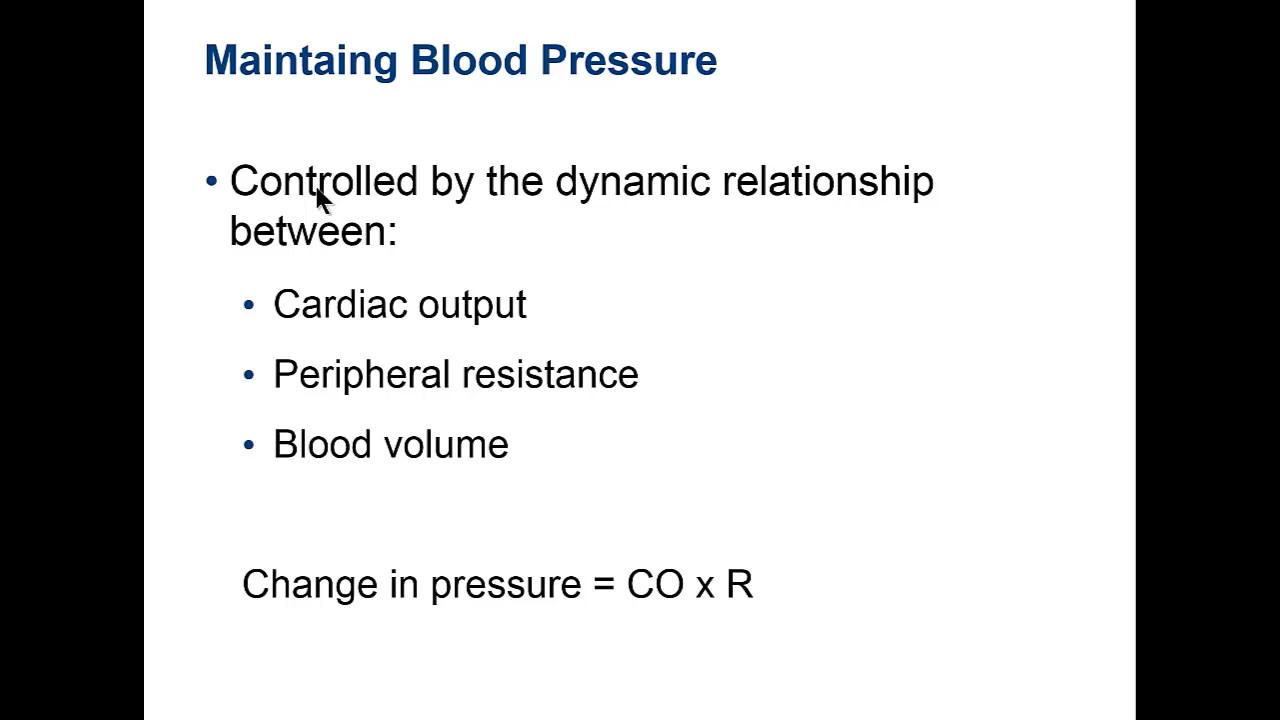 Maintaing Blood Pressure
• Controlled by the dynamic relationship
between:
• Cardiac output
• Peripheral resistance
• Blood volume
Change in pressure = CO x R